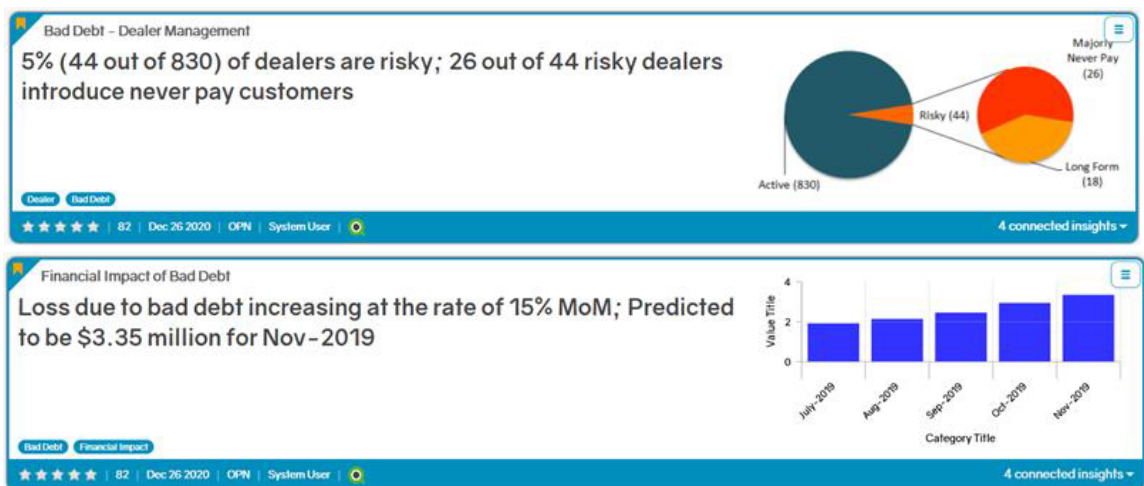 Bad Debt - Dealer Management
5% (44 out of 830) of dealers are risky; 26 out of 44 risky dealers
introduce never pay customers
Majorly
Never Pay
(26)
Risky (44)
Long Form
(18)
Active (830)
Dealer
Bad Debt
82 | Dec 26 2020 | OPN | System User |
4 connected insights
Financial Impact of Bad Debt
Loss due to bad debt increasing at the rate of 15% MoM; Predicted
to be $3.35 million for Nov-2019
Value Title
4
2
0
July-2019
Aug-2019
Sep-2019
Oct-2019
Nov-2019
Category Title
Bad Debt
Financial Impact
82 | Dec 26 2020 | OPN | System User |
4 connected insights